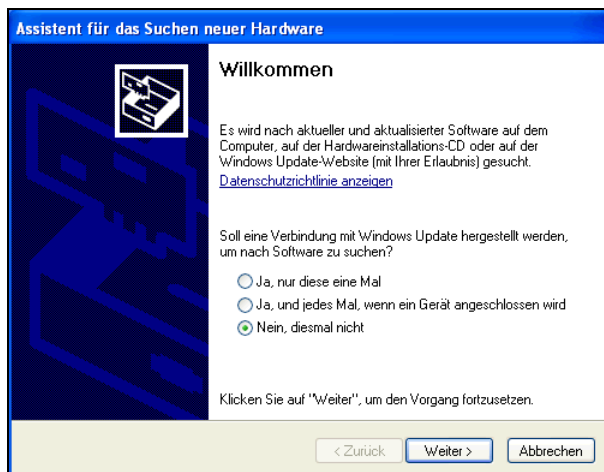 Assistent für das Suchen neuer Hardware
Willkommen
Es wird nach aktueller und aktualisierter Software auf dem
Computer, auf der Hardwareinstallations-CD oder auf der
Windows Update-Website (mit Ihrer Erlaubnis) gesucht.
Datenschutzrichtlinie anzeigen
Soll eine Verbindung mit Windows Update hergestellt werden,
um nach Software zu suchen?
Ja, nur diese eine Mal
Ja, und jedes Mal, wenn ein Gerät angeschlossen wird
Nein, diesmal nicht
Klicken Sie auf "Weiter", um den Vorgang fortzusetzen.
< Zurück Weiter > Abbrechen